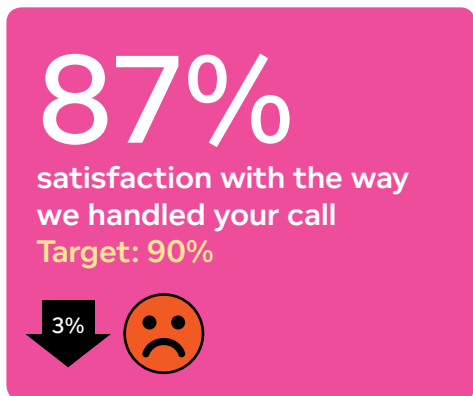 87%
satisfaction with the way
we handled your call
Target: 90%
3%